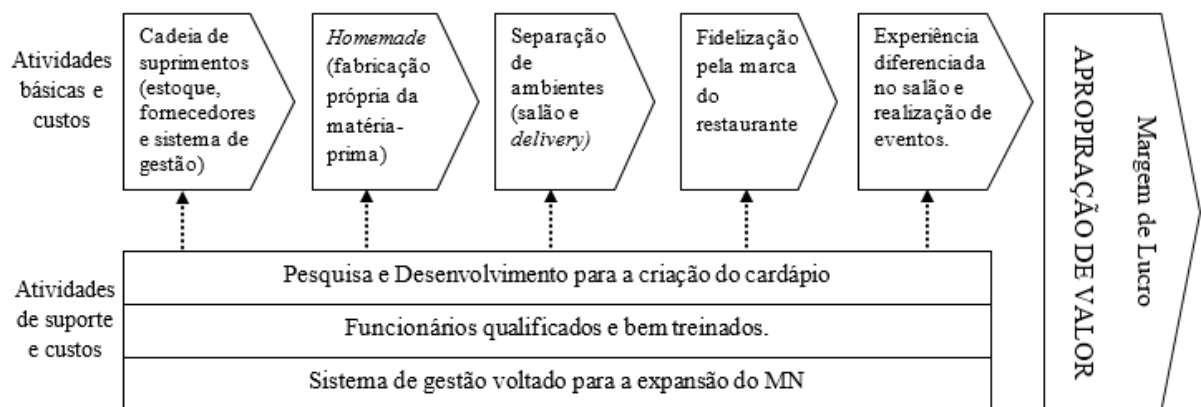 Atividades
básicas e
custos
Cadeia de
suprimentos
(estoque,
fornecedores
e sistema de
gestão)
Homemade
(fabricação
própria da
matéria-
prima)
Separação
de
ambientes
(salão e
delivery)
Fidelização
pela marca
do
restaurante
Experiência
diferenciada
no salão e
realização de
eventos.
Margem de Lucro
APROPIRAÇÃO DE VALOR
Atividades
de suporte
e custos
Pesquisa e Desenvolvimento para a criação do cardápio
Funcionários qualificados e bem treinados.
Sistema de gestão voltado para a expansão do MN